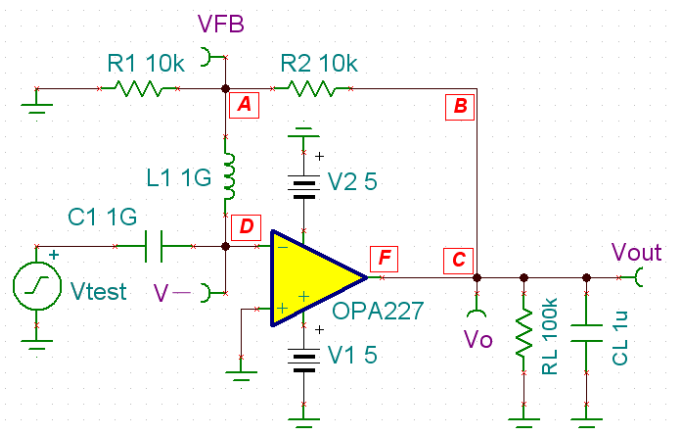 VFB
R1 10k
R2 10k
A
B
L1 1G
+
V2 5
C1 1G
D
F
C
Vout
+
Vtest
V−
−
+
+
OPA227
+
V1 5
Vo
RL 100k
CL 1u